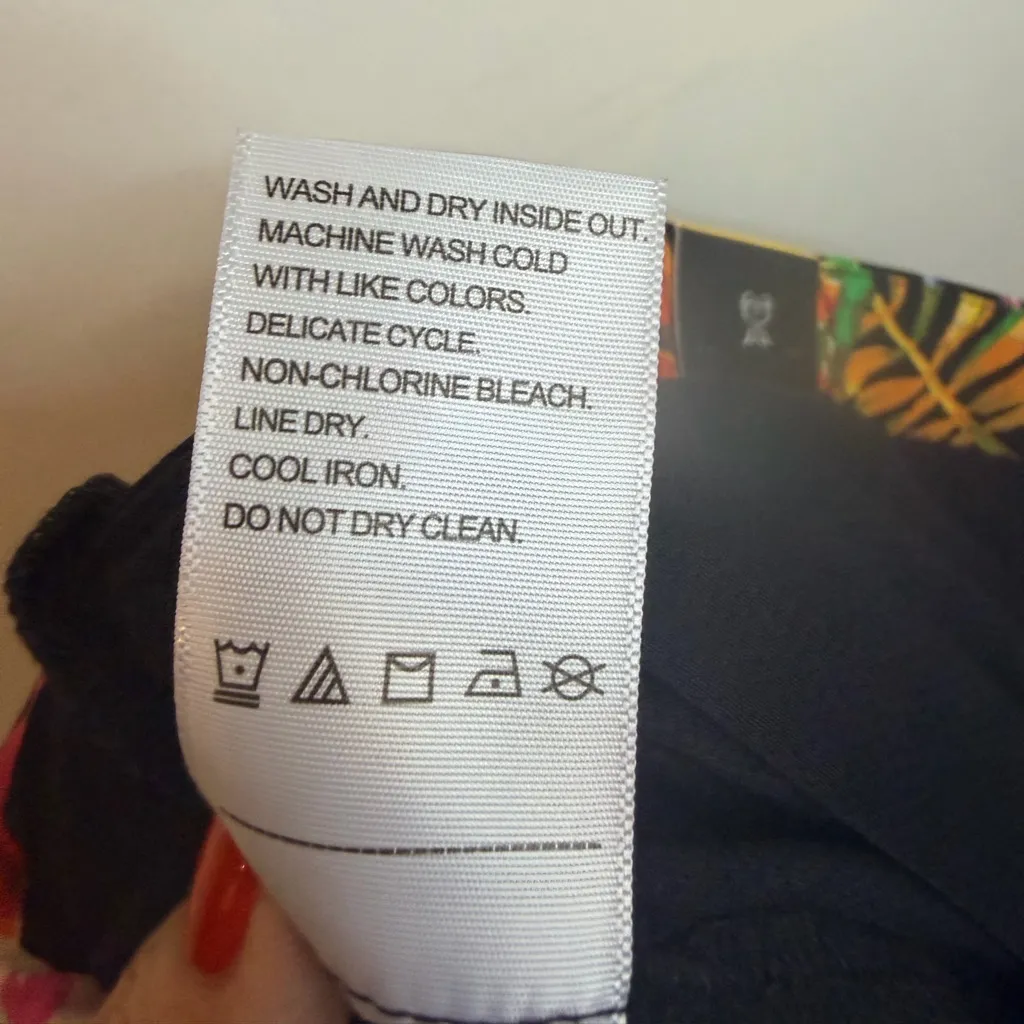 WASH AND DRY INSIDE OUT.
MACHINE WASH COLD
WITH LIKE COLORS.
DELICATE CYCLE.
NON-CHLORINE BLEACH.
LINE DRY.
COOL IRON.
DO NOT DRY CLEAN.